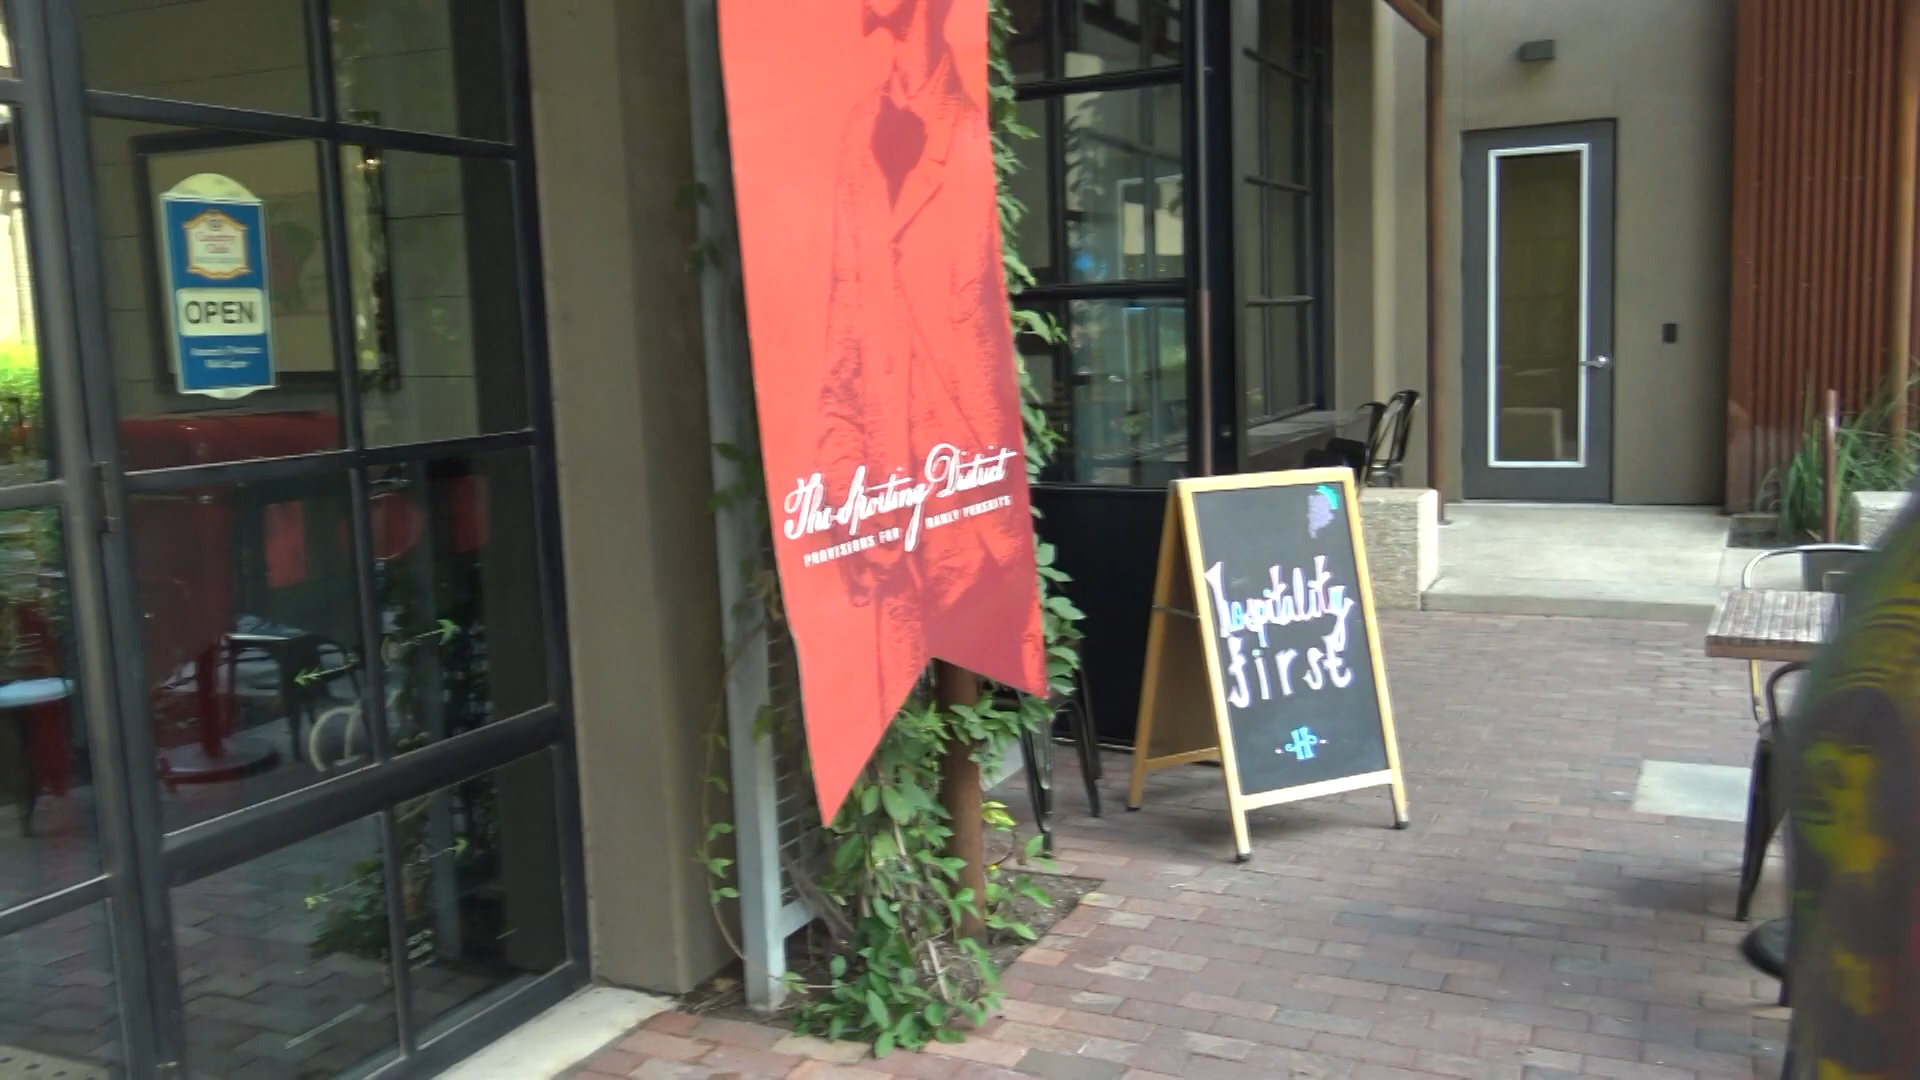 OPEN
The Sporting District
PROVISIONS FOR MANLY PURSUITS
Hospitality
first
H